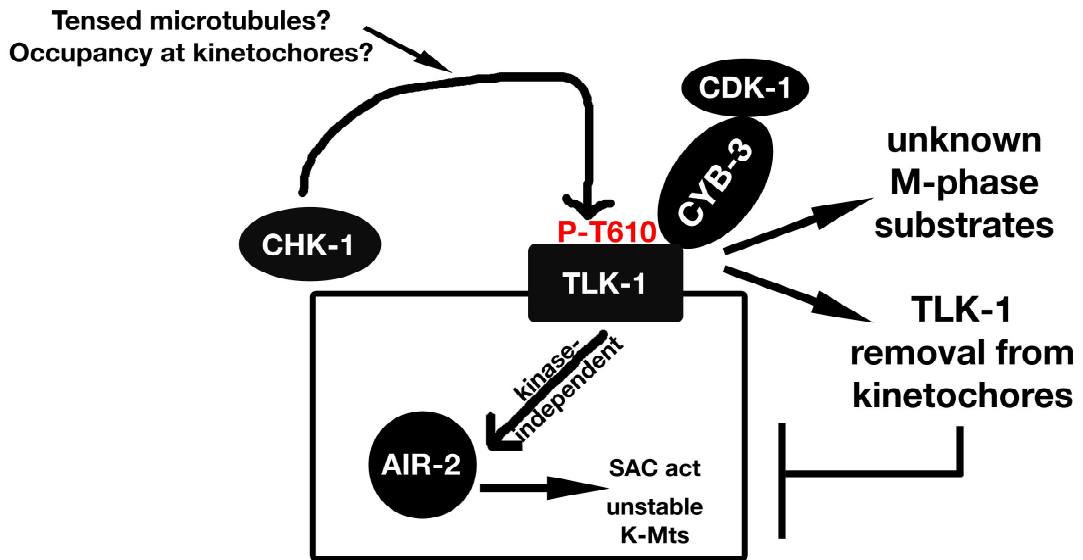 Tensed microtubules?
Occupancy at kinetochores?
CDK-1
CYB-3
unknown
M-phase
substrates
CHK-1
P-T610
TLK-1
TLK-1
removal from
kinetochores
kinase-
independent
AIR-2
SAC act
unstable
K-Mts